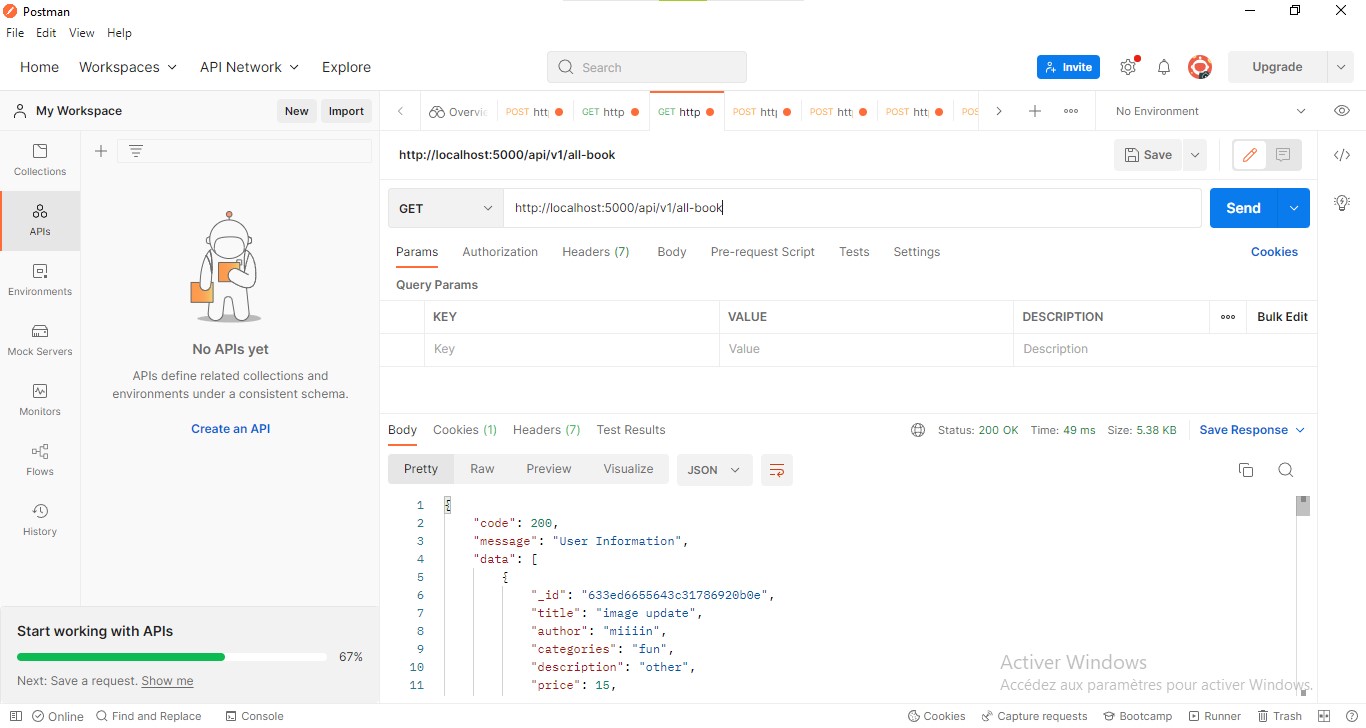 Postman
File Edit View Help
Home Workspaces API Network Explore Search Invite Upgrade
My Workspace New Import Overvie POST http GET http GET http POST http POST http POST http POS No Environment
http://localhost:5000/api/v1/all-book Save
Collections
GET http://localhost:5000/api/v1/all-book Send
APIs
Params Authorization Headers (7) Body Pre-request Script Tests Settings Cookies
Query Params
Environments
KEY VALUE DESCRIPTION Bulk Edit
Key Value Description
Mock Servers
No APIs yet
APIs define related collections and
environments under a consistent schema.
Create an API
Monitors
Flows
History
Body Cookies (1) Headers (7) Test Results Status: 200 OK Time: 49 ms Size: 5.38 KB Save Response
Pretty Raw Preview Visualize JSON
1 {
2 "code": 200,
3 "message": "User Information",
4 "data": [
5 {
6 "_id": "633ed6655643c31786920b0e",
7 "title": "image update",
8 "author": "miiiin",
9 "categories": "fun",
10 "description": "other",
11 "price": 15,
Start working with APIs
67%
Next: Save a request. Show me
Activer Windows
Accédez aux paramètres pour activer Windows.
Online Find and Replace Console Cookies Capture requests Bootcamp Runner Trash